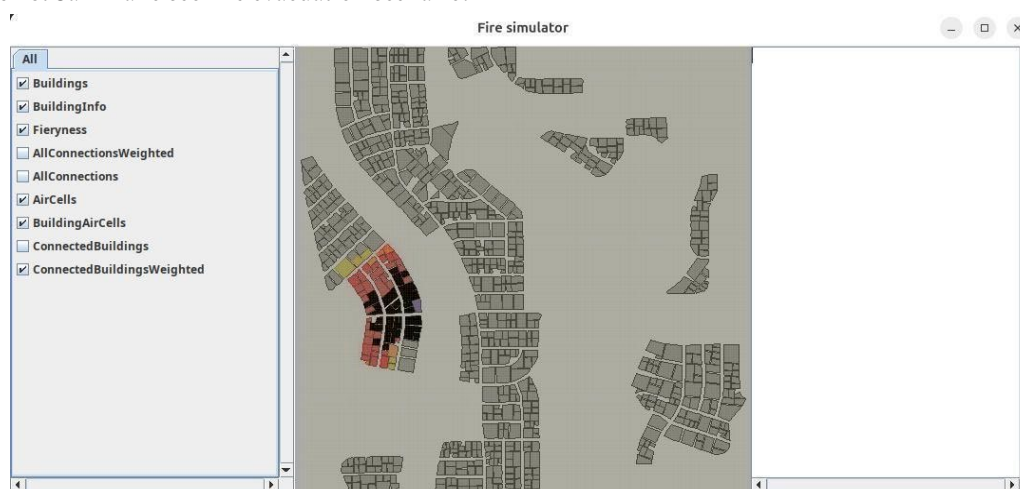 Fire simulator
All
Buildings
BuildingInfo
Fieryness
AllConnectionsWeighted
AllConnections
AirCells
BuildingAirCells
ConnectedBuildings
ConnectedBuildingsWeighted